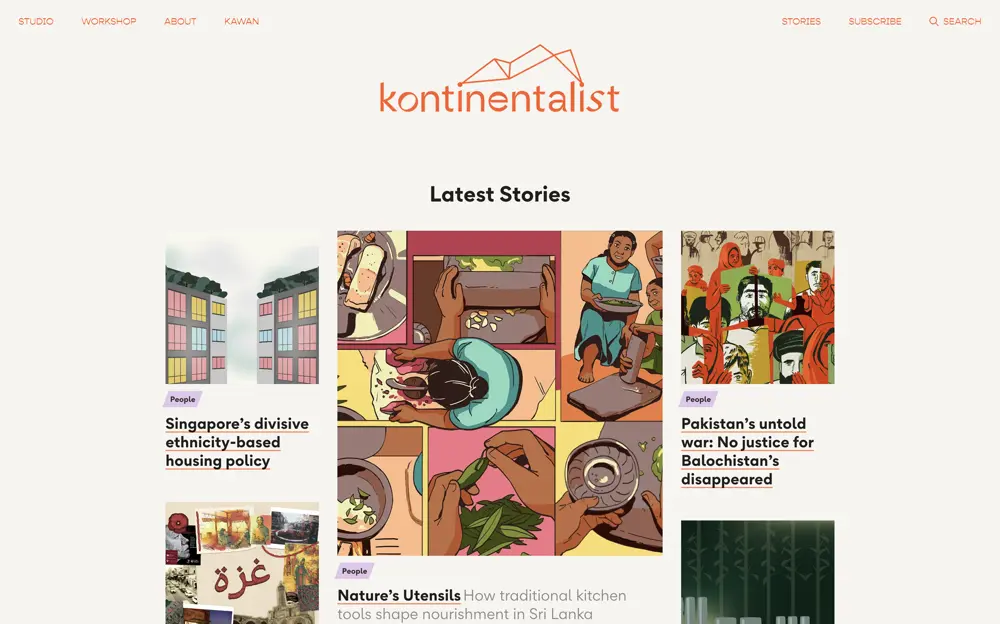 STUDIO WORKSHOP ABOUT KAWAN STORIES SUBSCRIBE SEARCH
kontinentalist
Latest Stories
People
Singapore's divisive
ethnicity-based
housing policy
غزة
People
Nature's Utensils How traditional kitchen
tools shape nourishment in Sri Lanka
People
Pakistan's untold
war: No justice for
Balochistan's
disappeared